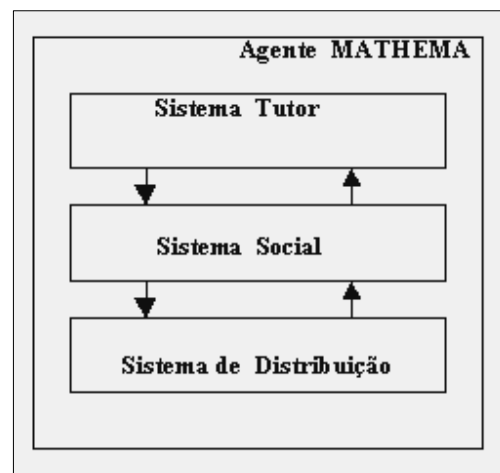 Agente MATHEMA
Sistema Tutor
Sistema Social
Sistema de Distribuição